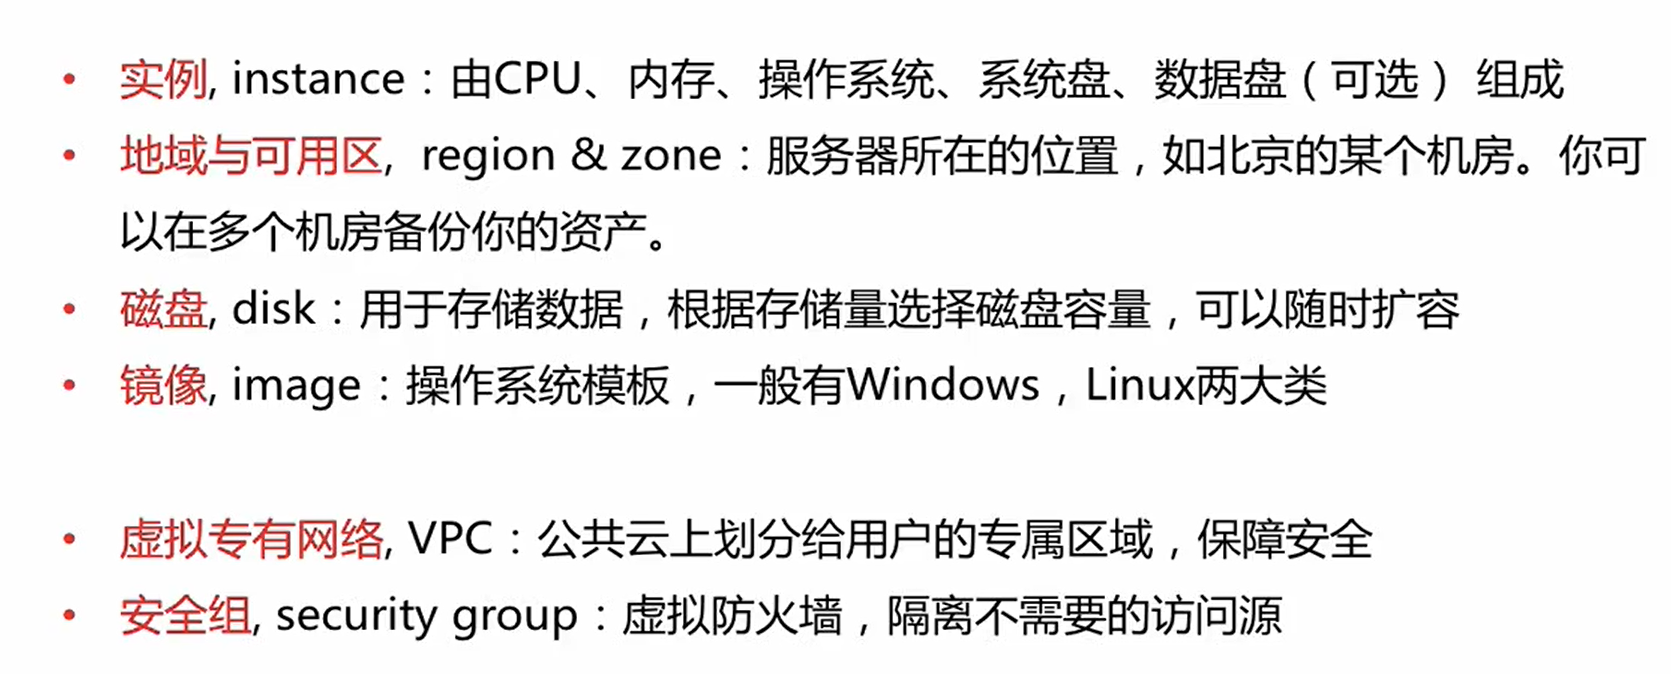 • 实例, instance：由CPU、内存、操作系统、系统盘、数据盘（可选） 组成
• 地域与可用区, region & zone：服务器所在的位置，如北京的某个机房。你可
以在多个机房备份你的资产。
• 磁盘, disk：用于存储数据，根据存储量选择磁盘容量，可以随时扩容
• 镜像, image：操作系统模板，一般有Windows，Linux两大类
• 虚拟专有网络, VPC：公共云上划分给用户的专属区域，保障安全
• 安全组, security group：虚拟防火墙，隔离不需要的访问源